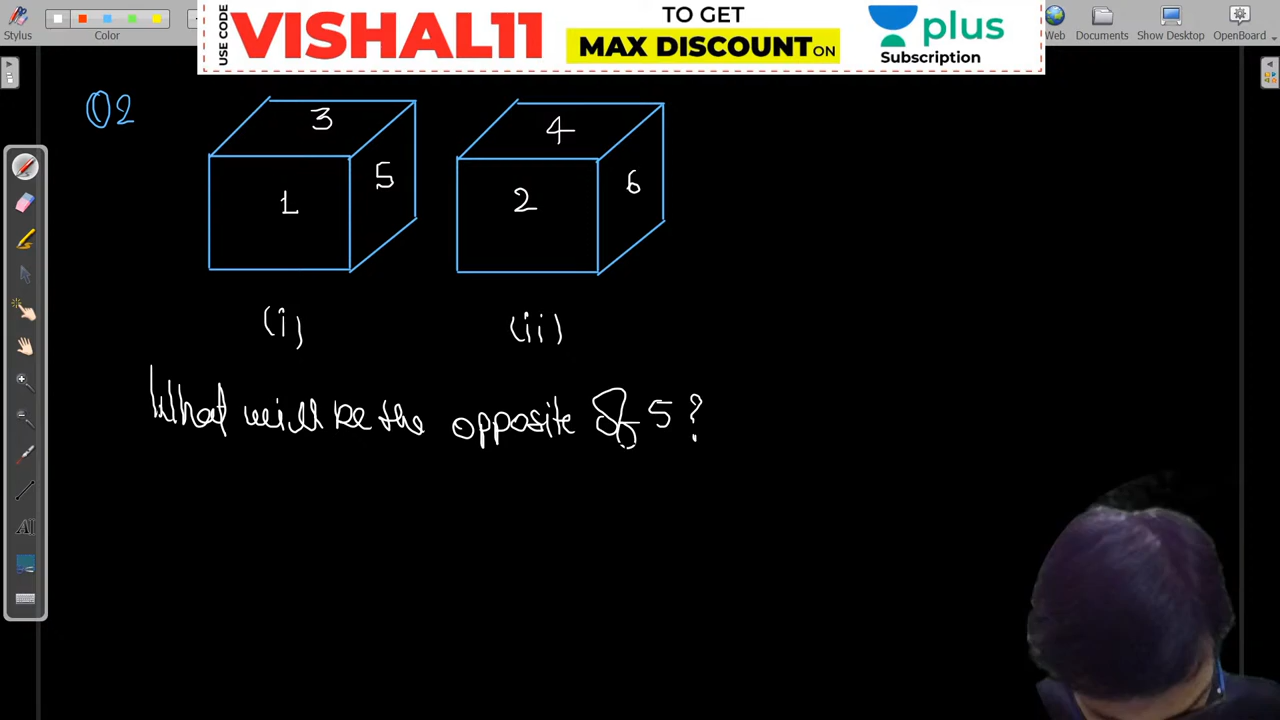 Stylus
Color
USE CODE
VISHAL11
TO GET
MAX DISCOUNT ON
plus
Subscription
Web
Documents
Show Desktop
OpenBoard
Q2
3
1
5
4
2
6
(i)
(ii)
What will be the opposite of 5?